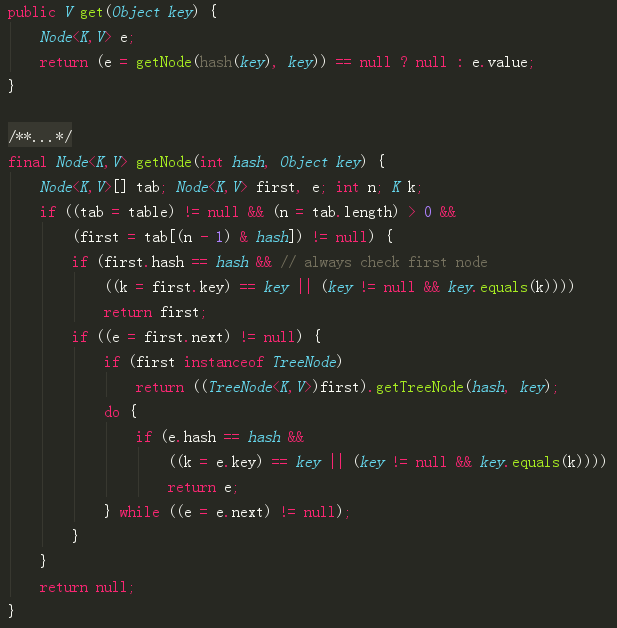 public V get(Object key) {
    Node<K,V> e;
    return (e = getNode(hash(key), key)) == null ? null : e.value;
}

/**...*/
final Node<K,V> getNode(int hash, Object key) {
    Node<K,V>[] tab; Node<K,V> first, e; int n; K k;
    if ((tab = table) != null && (n = tab.length) > 0 &&
        (first = tab[(n - 1) & hash]) != null) {
        if (first.hash == hash && // always check first node
            ((k = first.key) == key || (key != null && key.equals(k))))
            return first;
        if ((e = first.next) != null) {
            if (first instanceof TreeNode)
                return ((TreeNode<K,V>)first).getTreeNode(hash, key);
            do {
                if (e.hash == hash &&
                    ((k = e.key) == key || (key != null && key.equals(k))))
                    return e;
            } while ((e = e.next) != null);
        }
    }
    return null;
}